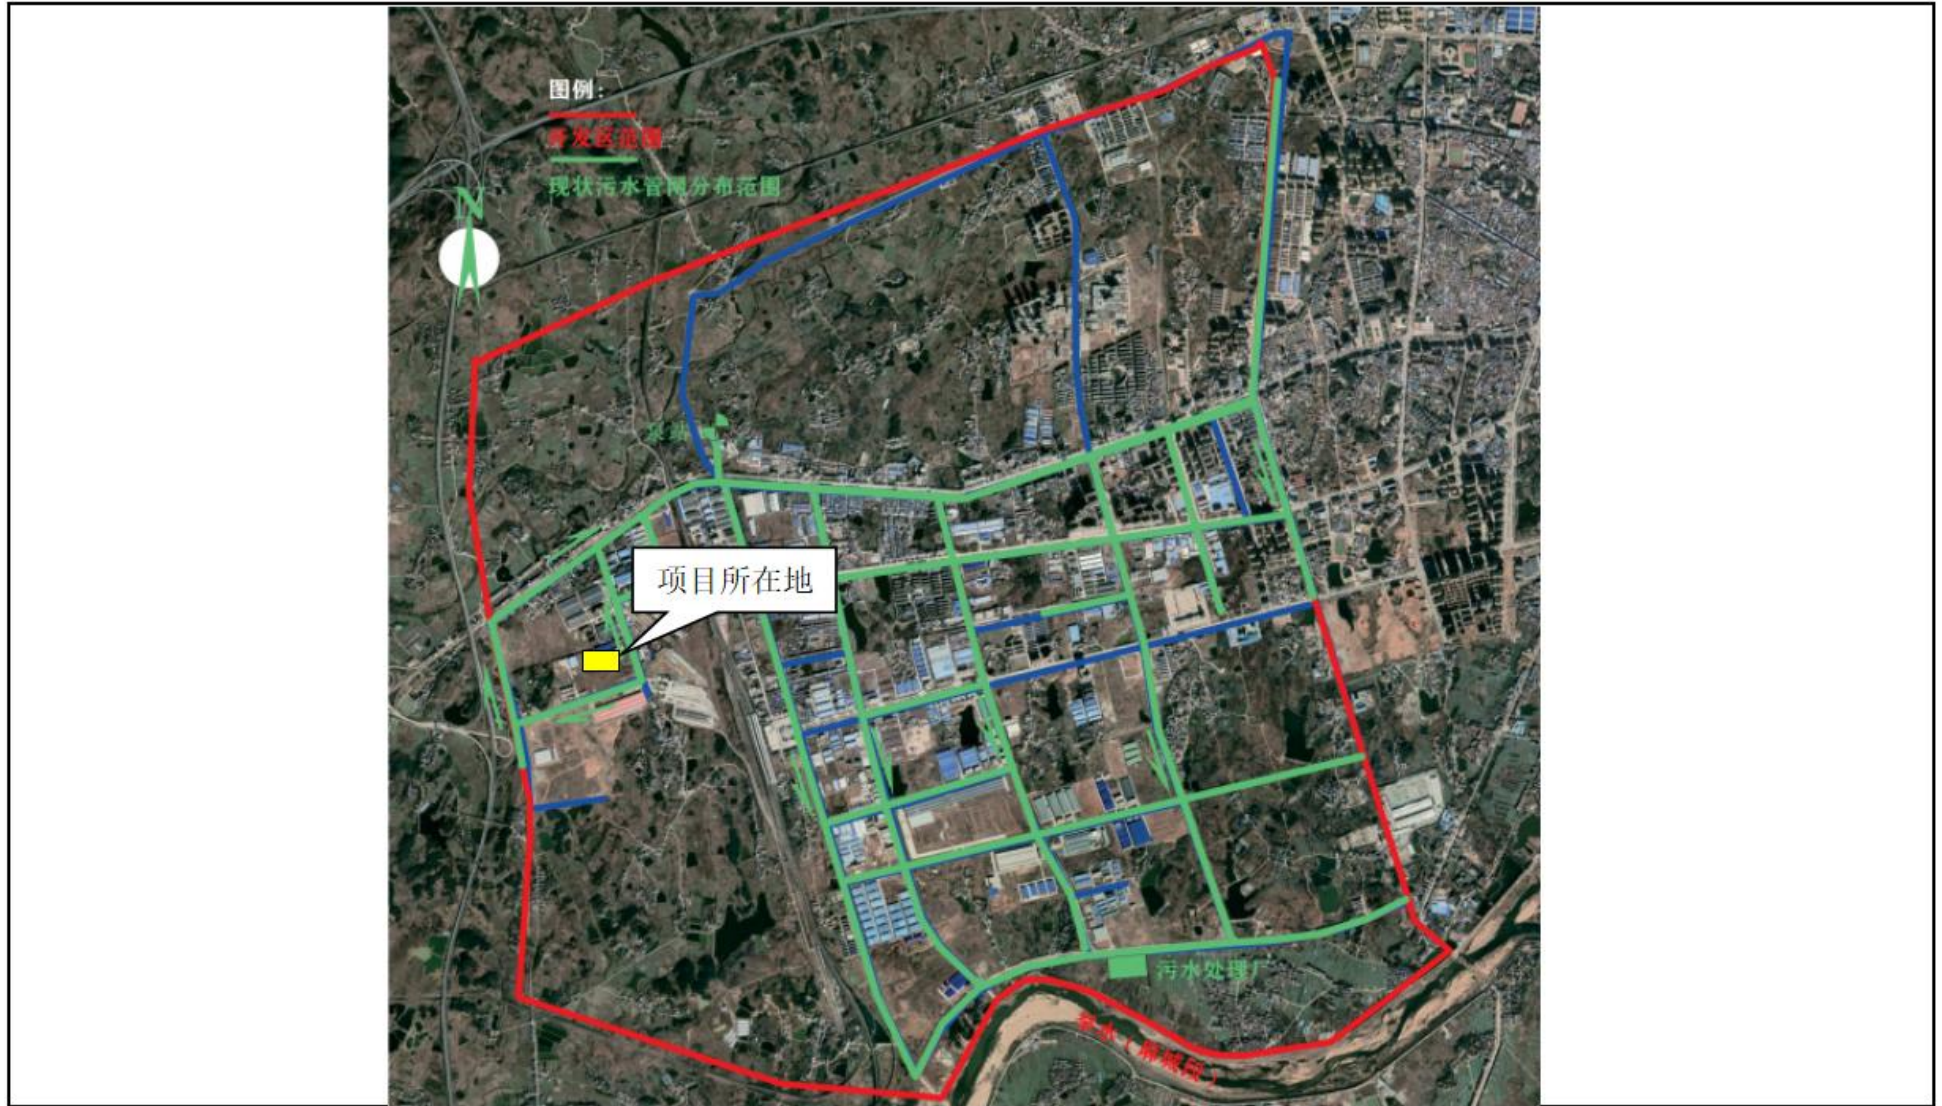 图例：
开发区范围
现状污水管网分布范围
N
泵站
项目所在地
污水处理厂